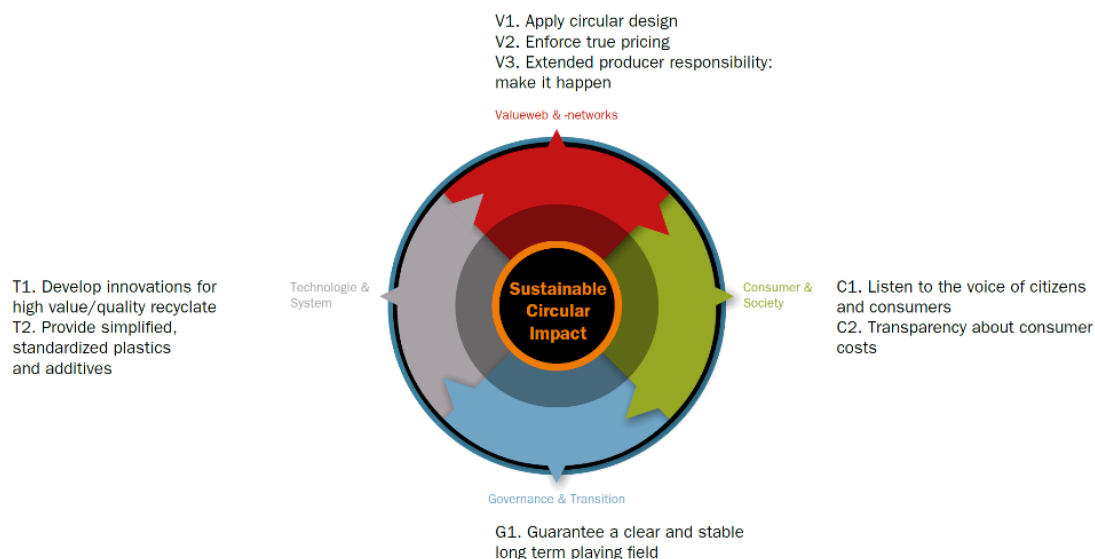 V1. Apply circular design
V2. Enforce true pricing
V3. Extended producer responsibility:
make it happen
Valueweb & -networks
T1. Develop innovations for
high value/quality recyclate
T2. Provide simplified,
standardized plastics
and additives
Technologie &
System
Sustainable
Circular
Impact
Consumer &
Society
C1. Listen to the voice of citizens
and consumers
C2. Transparency about consumer
costs
Governance & Transition
G1. Guarantee a clear and stable
long term playing field